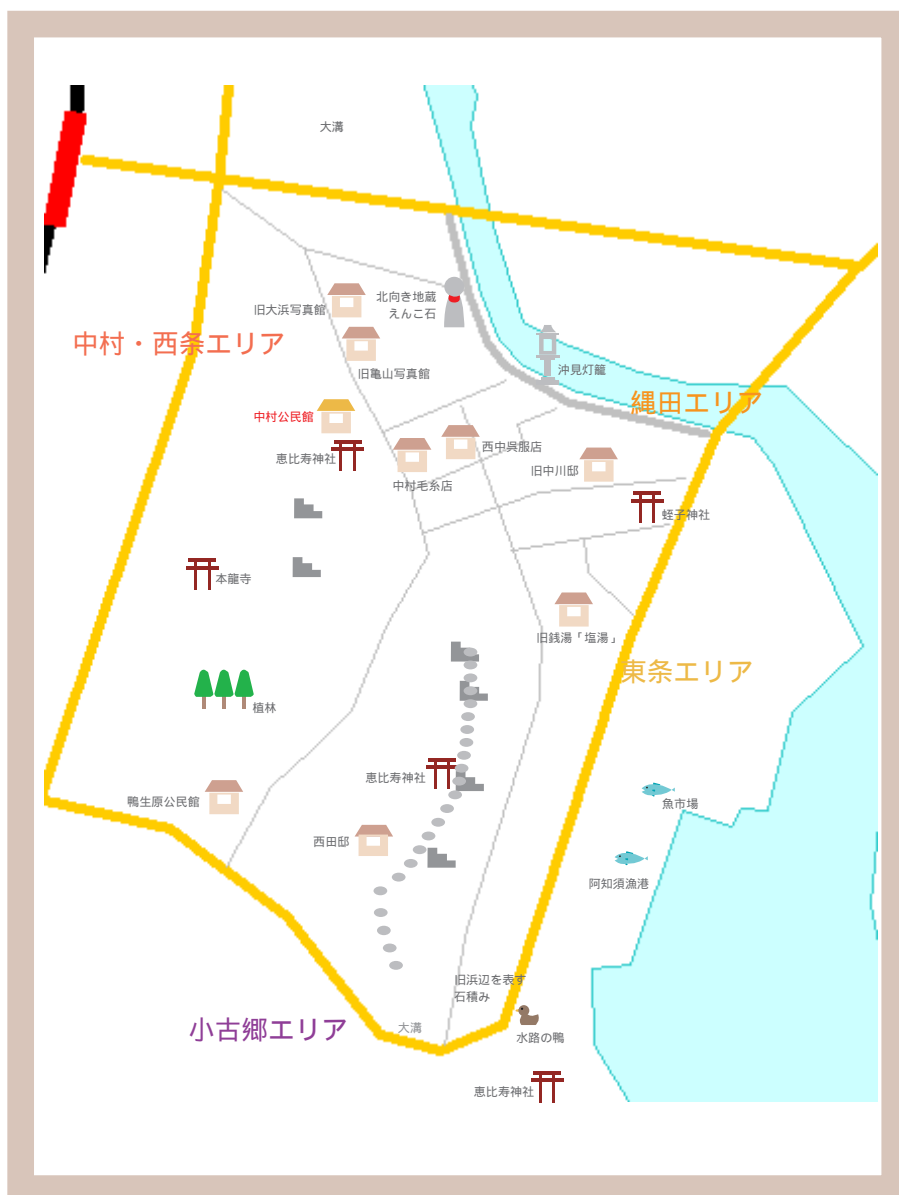 大溝
北向き地蔵
えんこ石
旧大浜写真館
中村・西条エリア
旧亀山写真館
沖見灯籠
縄田エリア
中村公民館
恵比寿神社
西中呉服店
中村毛糸店
旧中川邸
蛭子神社
本龍寺
旧銭湯「塩湯」
東条エリア
植林
恵比寿神社
鴨生原公民館
魚市場
西田邸
阿知須漁港
旧浜辺を表す
石積み
小古郷エリア
大溝
水路の鴨
恵比寿神社